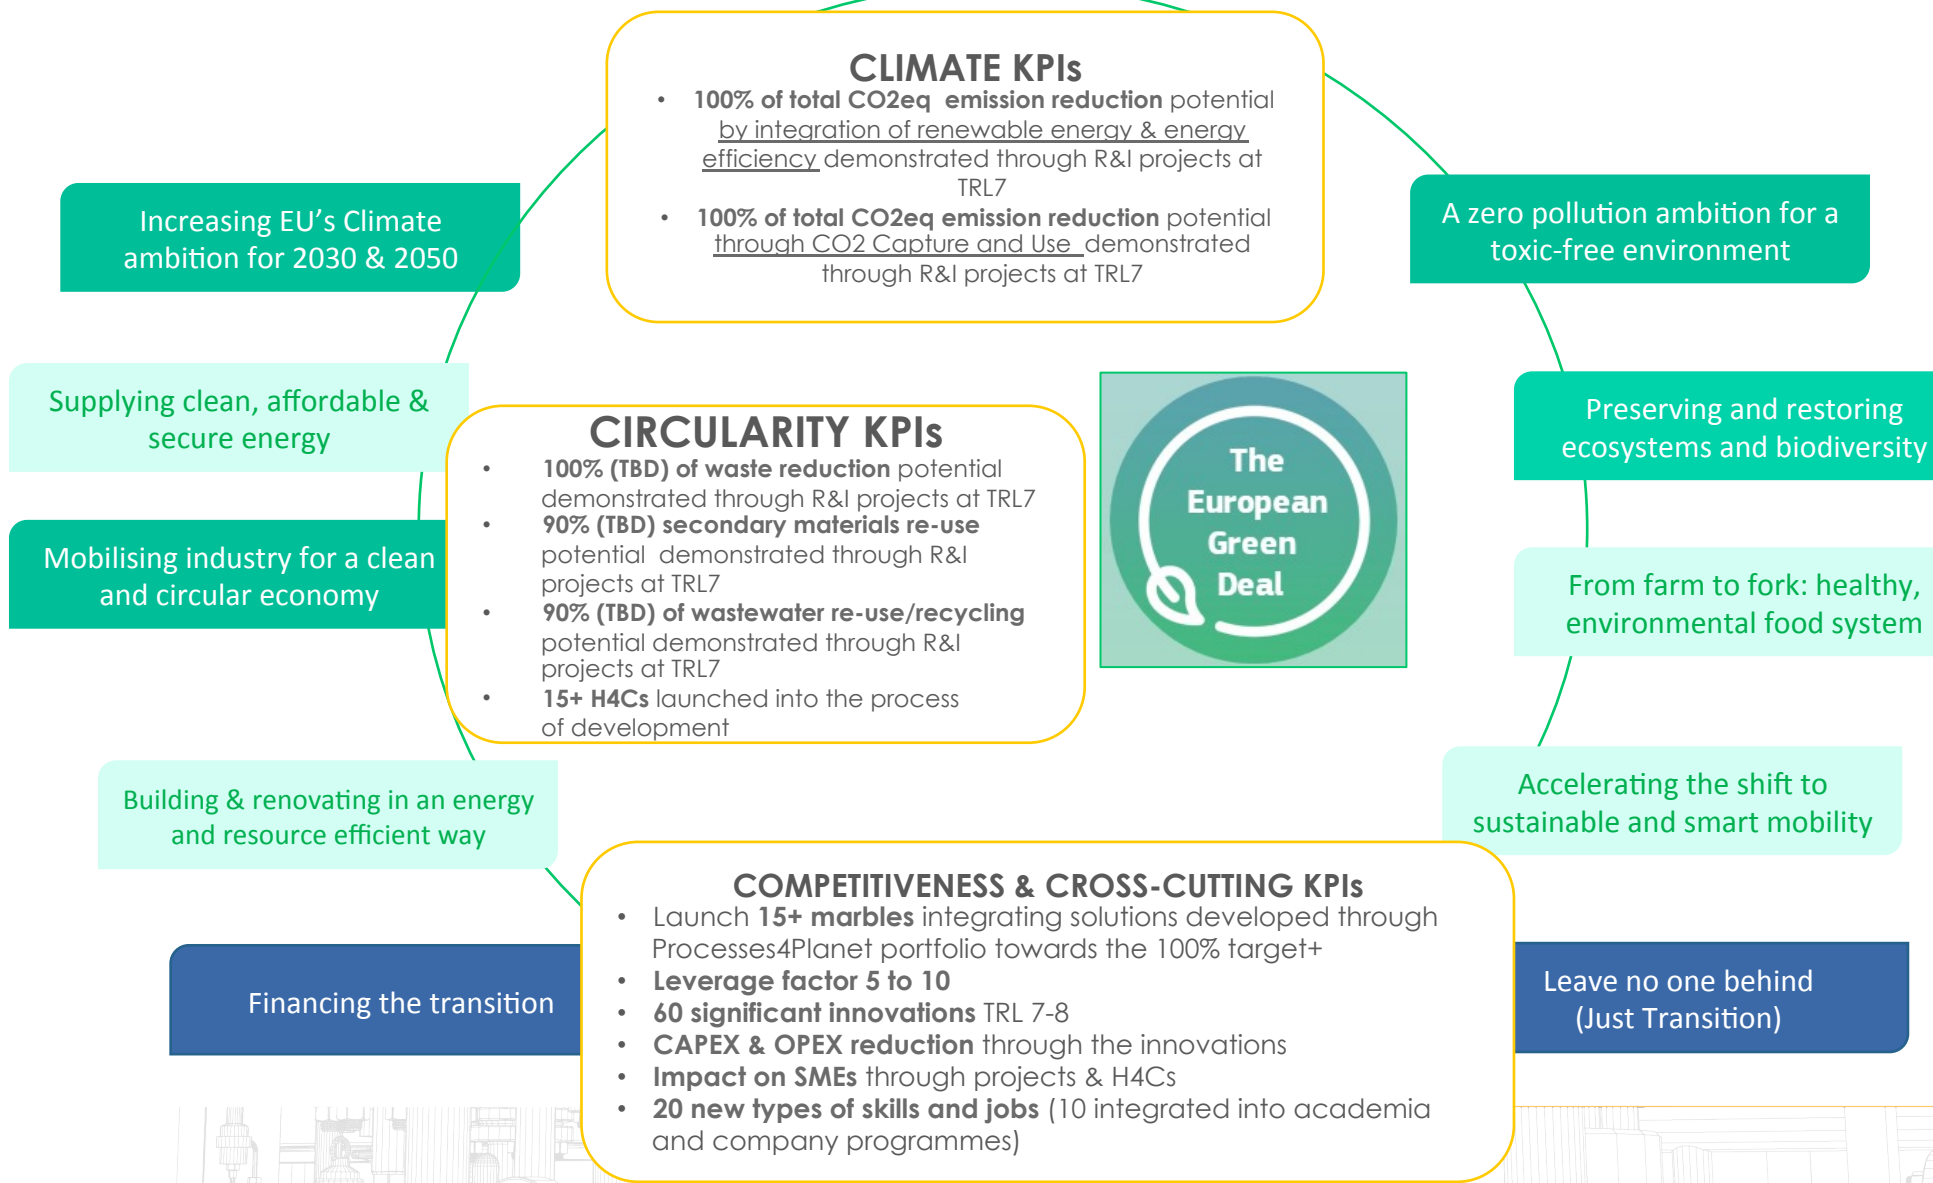 CLIMATE KPIs
• 100% of total CO2eq emission reduction potential
by integration of renewable energy & energy
efficiency demonstrated through R&I projects at
TRL7
• 100% of total CO2eq emission reduction potential
through CO2 Capture and Use demonstrated
through R&I projects at TRL7
Increasing EU’s Climate
ambition for 2030 & 2050
A zero pollution ambition for a
toxic-free environment
Supplying clean, affordable &
secure energy
Preserving and restoring
ecosystems and biodiversity
CIRCULARITY KPIs
• 100% (TBD) of waste reduction potential
demonstrated through R&I projects at TRL7
• 90% (TBD) secondary materials re-use
potential demonstrated through R&I
projects at TRL7
• 90% (TBD) of wastewater re-use/recycling
potential demonstrated through R&I
projects at TRL7
• 15+ H4Cs launched into the process
of development
The
European
Green
Deal
Mobilising industry for a clean
and circular economy
From farm to fork: healthy,
environmental food system
Building & renovating in an energy
and resource efficient way
Accelerating the shift to
sustainable and smart mobility
COMPETITIVENESS & CROSS-CUTTING KPIs
• Launch 15+ marbles integrating solutions developed through
Processes4Planet portfolio towards the 100% target+
• Leverage factor 5 to 10
• 60 significant innovations TRL 7-8
• CAPEX & OPEX reduction through the innovations
• Impact on SMEs through projects & H4Cs
• 20 new types of skills and jobs (10 integrated into academia
and company programmes)
Financing the transition
Leave no one behind
(Just Transition)